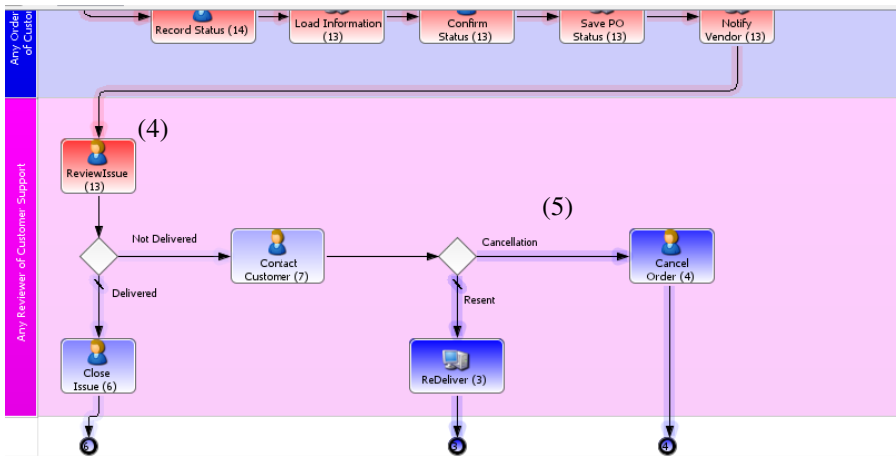 Any Order
of Custom
Record Status (14)
Load Information
(13)
Confirm
Status (13)
Save PO
Status (13)
Notify
Vendor (13)
Any Reviewer of Customer Support
(4)
ReviewIssue
(13)
(5)
Not Delivered
Contact
Customer (7)
Cancellation
Cancel
Order (4)
Delivered
Resent
Close
Issue (6)
ReDeliver (3)
6
3
4